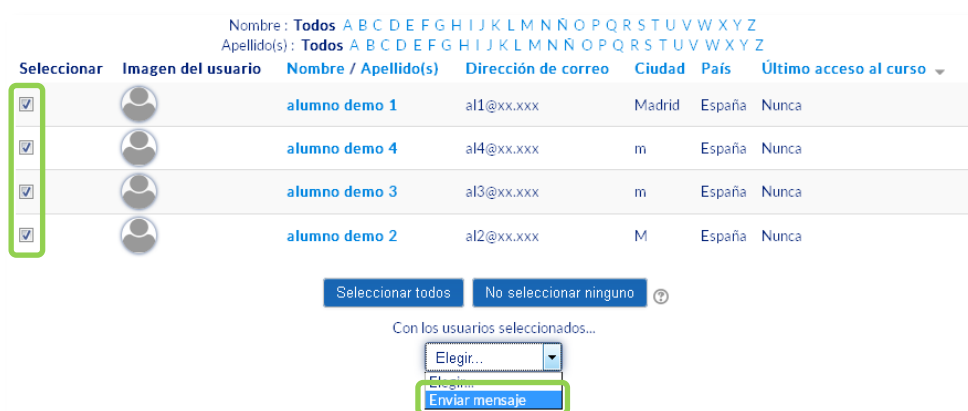 Nombre : Todos A B C D E F G H I J K L M N Ñ O P Q R S T U V W X Y Z
Apellido(s) : Todos A B C D E F G H I J K L M N Ñ O P Q R S T U V W X Y Z
Seleccionar Imagen del usuario Nombre / Apellido(s) Dirección de correo Ciudad País Último acceso al curso
alumno demo 1 al1@xx.xxx Madrid España Nunca
alumno demo 4 al4@xx.xxx m España Nunca
alumno demo 3 al3@xx.xxx m España Nunca
alumno demo 2 al2@xx.xxx M España Nunca
Seleccionar todos No seleccionar ninguno ?
Con los usuarios seleccionados...
Elegir...
Elegir...
Enviar mensaje